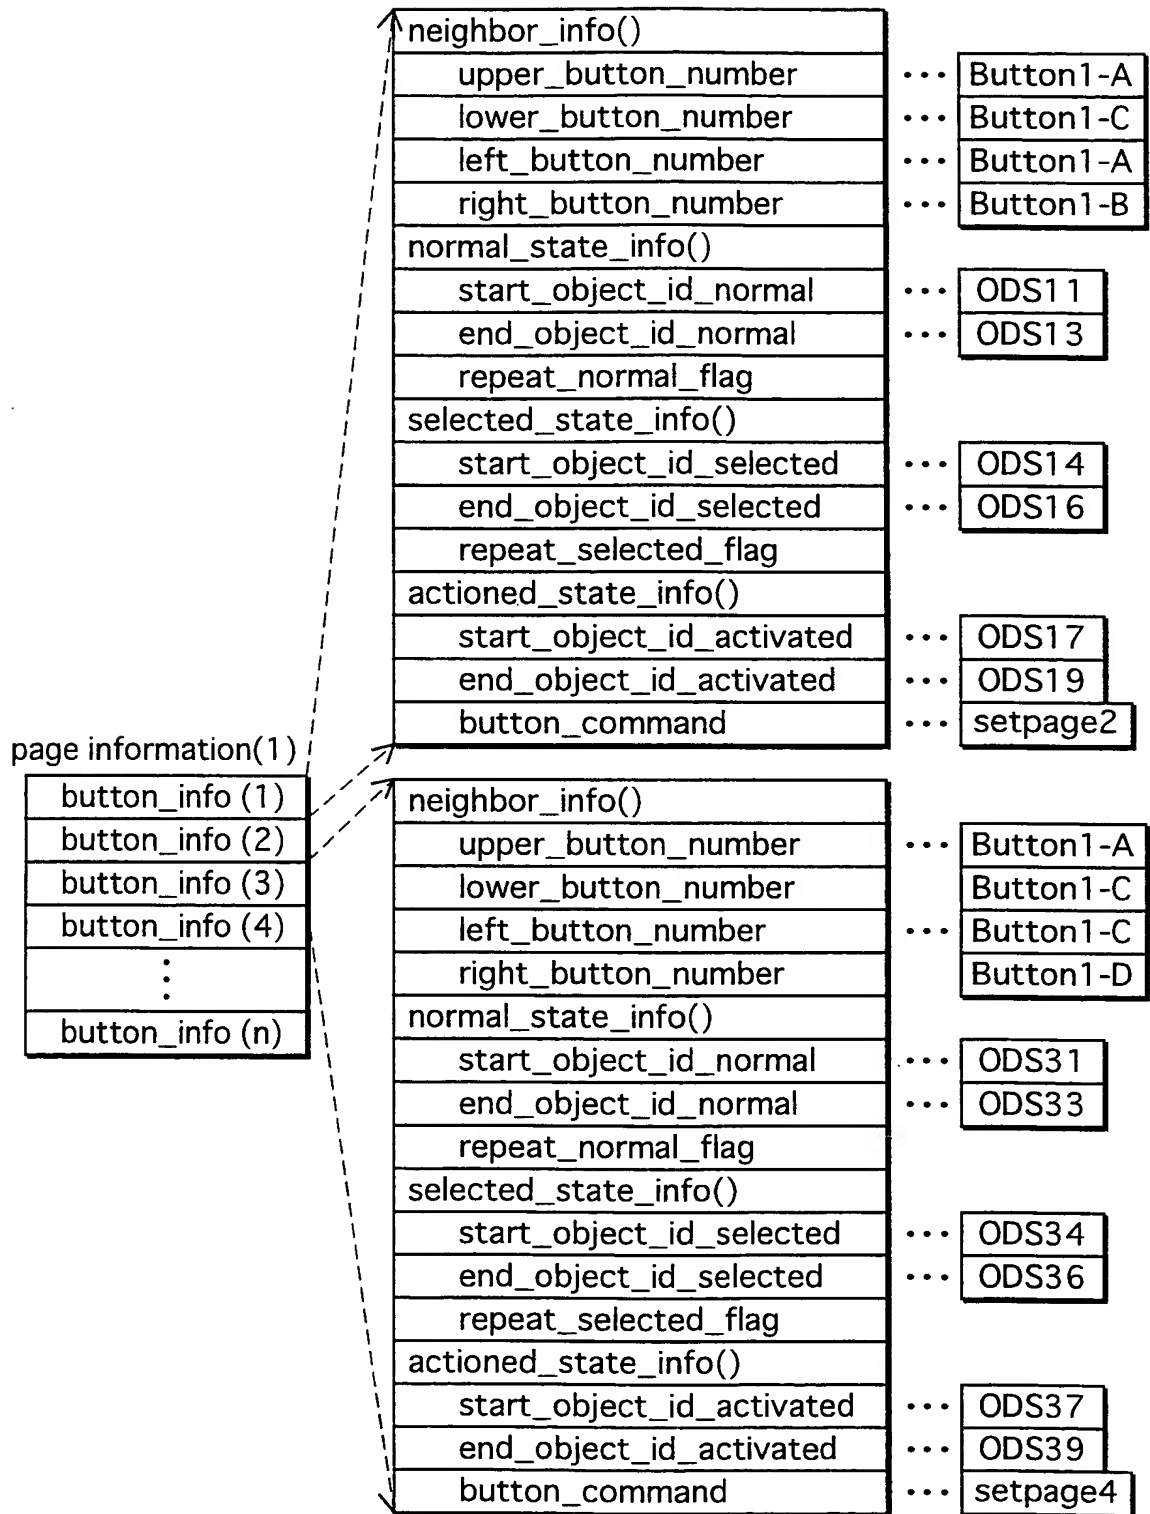 neighbor_info()
upper_button_number ••• Button1-A
lower_button_number ••• Button1-C
left_button_number ••• Button1-A
right_button_number ••• Button1-B
normal_state_info()
start_object_id_normal ••• ODS11
end_object_id_normal ••• ODS13
repeat_normal_flag
selected_state_info()
start_object_id_selected ••• ODS14
end_object_id_selected ••• ODS16
repeat_selected_flag
actioned_state_info()
start_object_id_activated ••• ODS17
end_object_id_activated ••• ODS19
button_command ••• setpage2
page information(1)
button_info (1)
button_info (2)
button_info (3)
button_info (4)
⋮
button_info (n)
neighbor_info()
upper_button_number ••• Button1-A
lower_button_number Button1-C
left_button_number ••• Button1-C
right_button_number Button1-D
normal_state_info()
start_object_id_normal ••• ODS31
end_object_id_normal ••• ODS33
repeat_normal_flag
selected_state_info()
start_object_id_selected ••• ODS34
end_object_id_selected ••• ODS36
repeat_selected_flag
actioned_state_info()
start_object_id_activated ••• ODS37
end_object_id_activated ••• ODS39
button_command ••• setpage4